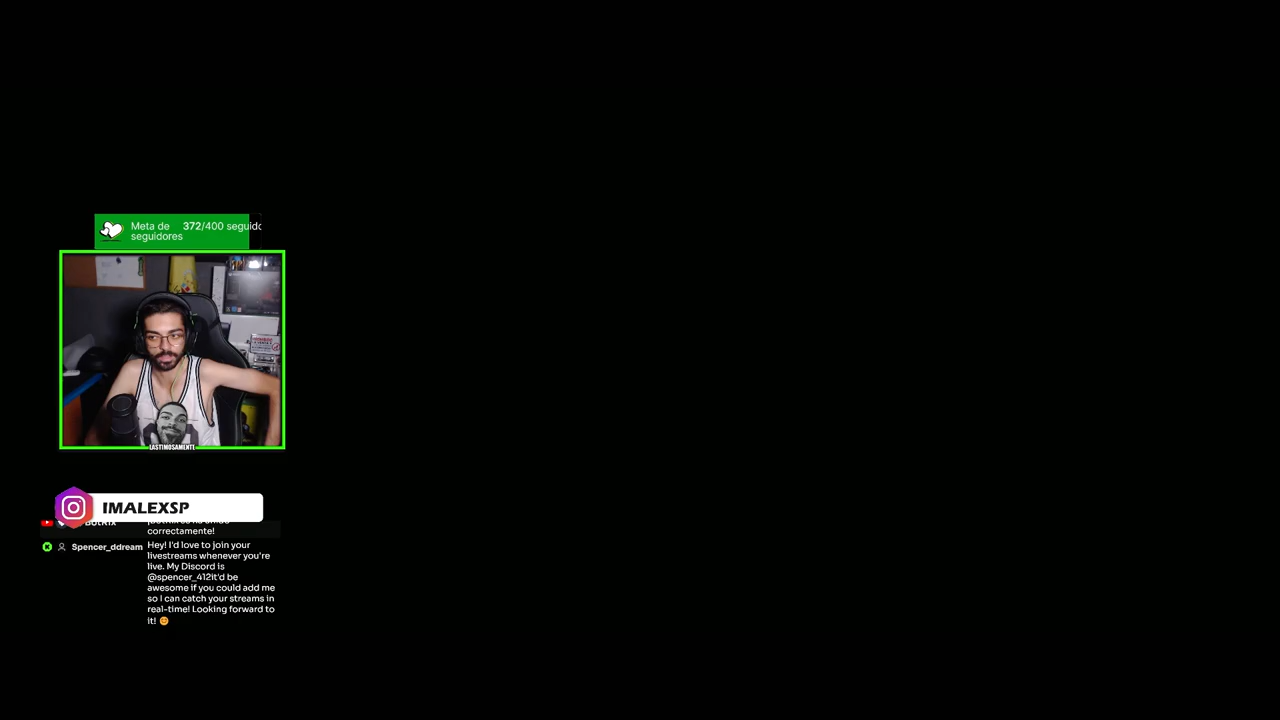 Meta de seguidores
372/400 seguido
LASTIMOSAMENTE
IMALEXSP
BotRix
correctamente!
Spencer_ddream
Hey! I'd love to join your
livestreams whenever you're
live. My Discord is
@spencer_412it'd be
awesome if you could add me
so I can catch your streams in
real-time! Looking forward to
it! 😊